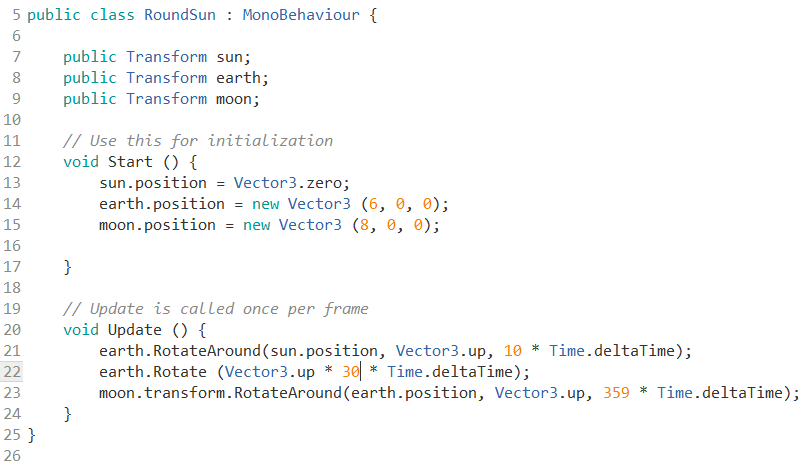 5 public class RoundSun : MonoBehaviour {
6
7     public Transform sun;
8     public Transform earth;
9     public Transform moon;
10
11     // Use this for initialization
12     void Start () {
13         sun.position = Vector3.zero;
14         earth.position = new Vector3 (6, 0, 0);
15         moon.position = new Vector3 (8, 0, 0);
16
17     }
18
19     // Update is called once per frame
20     void Update () {
21         earth.RotateAround(sun.position, Vector3.up, 10 * Time.deltaTime);
22         earth.Rotate (Vector3.up * 30 * Time.deltaTime);
23         moon.transform.RotateAround(earth.position, Vector3.up, 359 * Time.deltaTime);
24     }
25 }
26